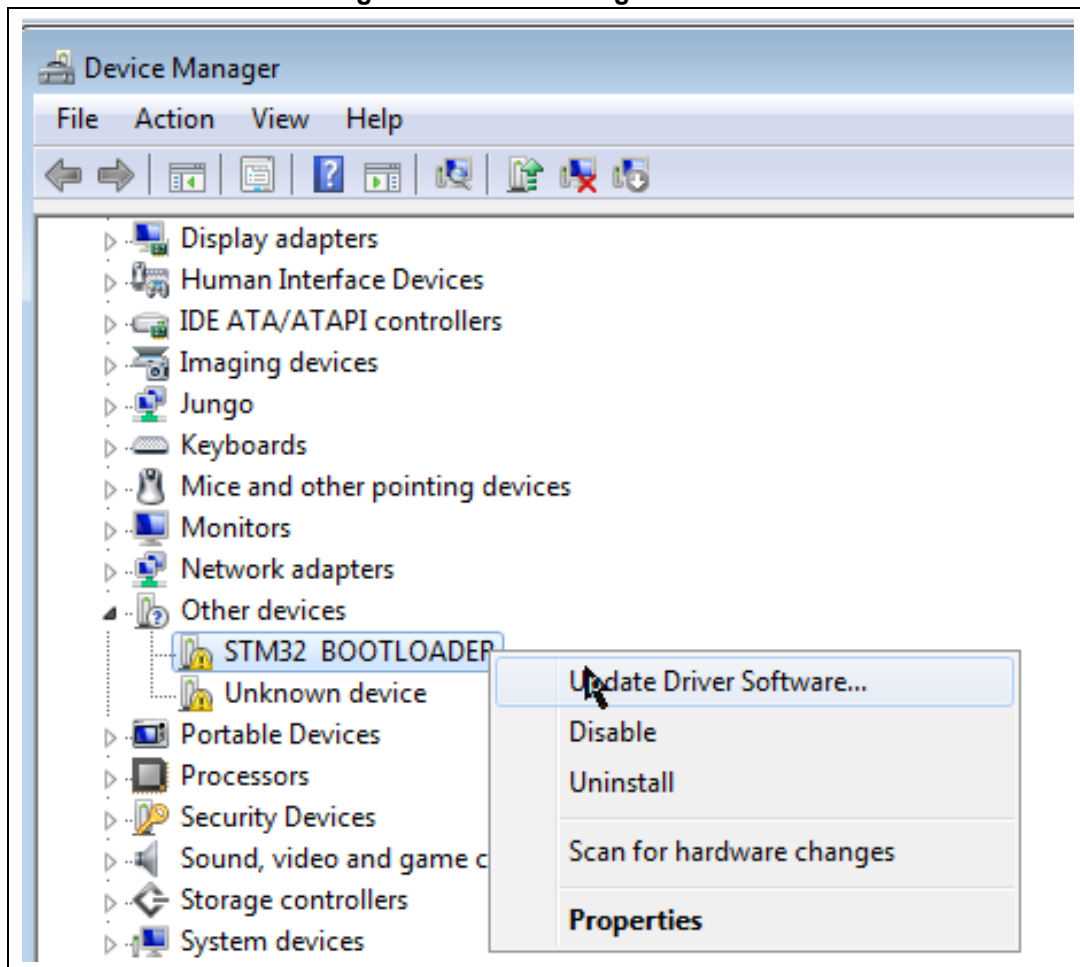 Device Manager
File Action View Help
Display adapters
Human Interface Devices
IDE ATA/ATAPI controllers
Imaging devices
Jungo
Keyboards
Mice and other pointing devices
Monitors
Network adapters
Other devices
STM32 BOOTLOADER
Unknown device
Portable Devices
Processors
Security Devices
Sound, video and game c
Storage controllers
System devices
Update Driver Software...
Disable
Uninstall
Scan for hardware changes
Properties